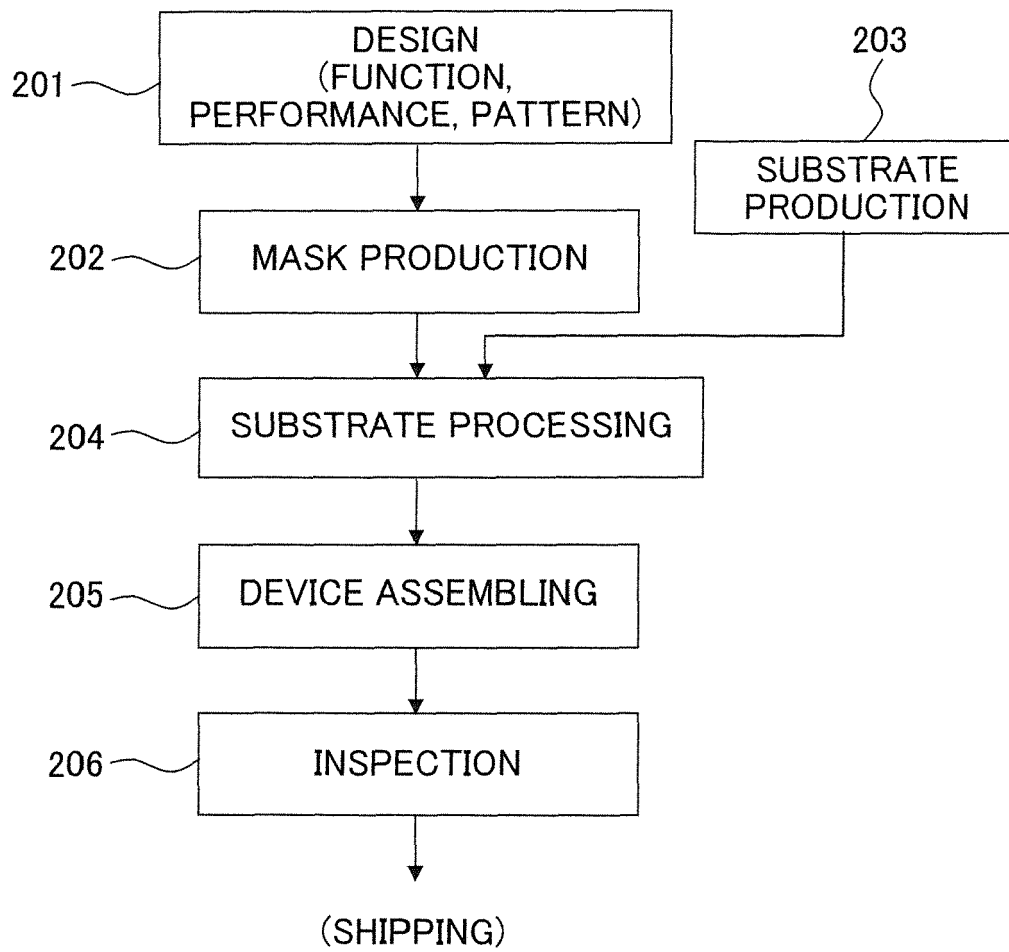 201
DESIGN
(FUNCTION,
PERFORMANCE, PATTERN)
203
SUBSTRATE
PRODUCTION
202
MASK PRODUCTION
204
SUBSTRATE PROCESSING
205
DEVICE ASSEMBLING
206
INSPECTION
(SHIPPING)